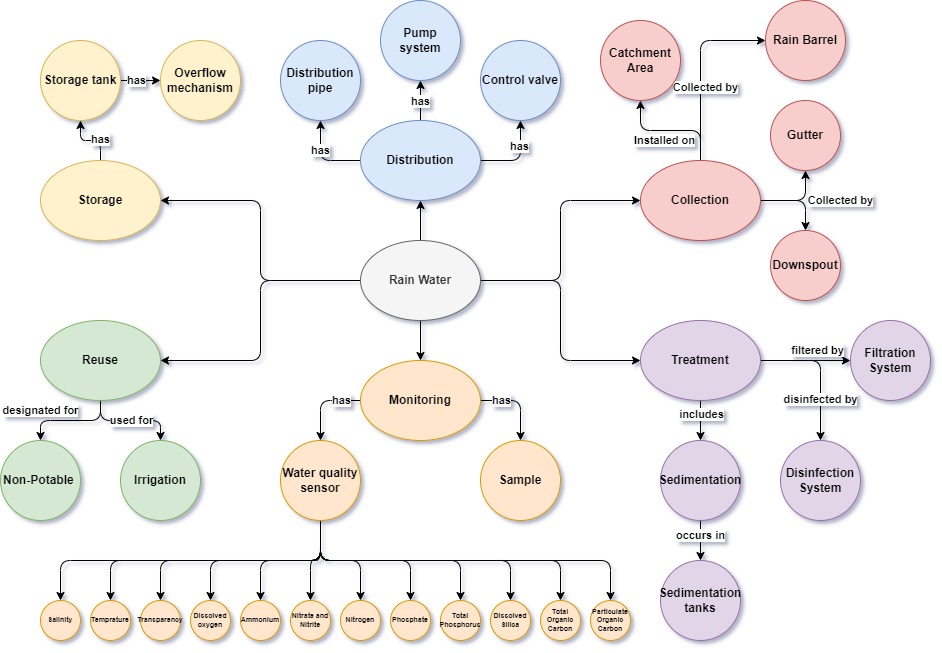 Storage tank
has
Overflow
mechanism
has
Storage
Distribution
pipe
Pump
system
Control valve
has
has
has
Distribution
Catchment
Area
Rain Barrel
Collected by
Installed on
Gutter
Collection
Collected by
Downspout
Rain Water
Reuse
designated for
used for
Non-Potable
Irrigation
Monitoring
has
has
Water quality
sensor
Sample
Treatment
filtered by
Filtration
System
disinfected by
includes
Sedimentation
Disinfection
System
occurs in
Sedimentation
tanks
Salinity
Temprature
Transparency
Dissolved
oxygen
Ammonium
Nitrate and
Nitrite
Nitrogen
Phosphate
Total
Phosphorus
Dissolved
Silica
Total
Organic
Carbon
Particulate
Organic
Carbon